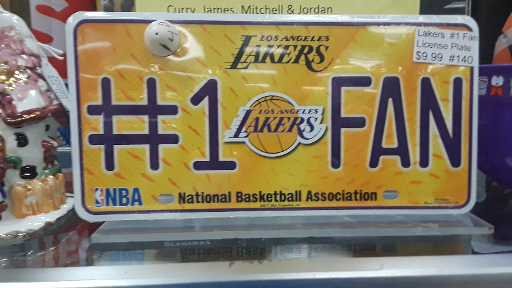 Curry, James, Mitchell & Jordan
LOS ANGELES
LAKERS
Lakers #1 Fan
License Plate
$9.99 #140
#1
LOS ANGELES
LAKERS
FAN
NBA
National Basketball Association